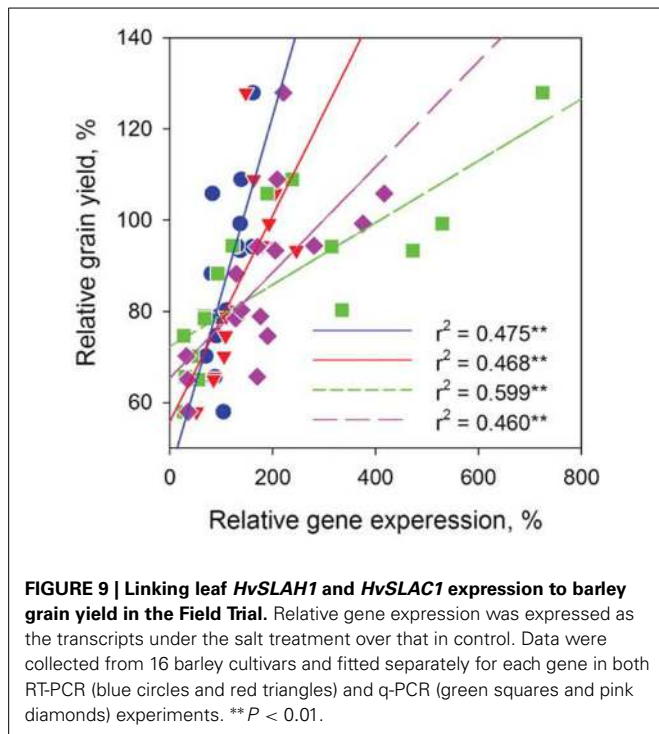 140
120
100
80
60
Relative grain yield, %
r² = 0.475**
r² = 0.468**
r² = 0.599**
r² = 0.460**
0 200 400 600 800
Relative gene experession, %
FIGURE 9 | Linking leaf HvSLAH1 and HvSLAC1 expression to barley
grain yield in the Field Trial. Relative gene expression was expressed as
the transcripts under the salt treatment over that in control. Data were
collected from 16 barley cultivars and fitted separately for each gene in both
RT-PCR (blue circles and red triangles) and q-PCR (green squares and pink
diamonds) experiments. **P < 0.01.